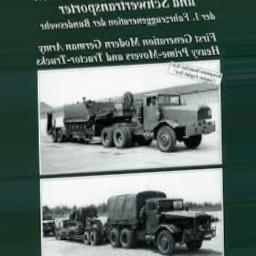 und Schwertransporter
der 1. Fahrzeuggeneration der Bundeswehr
First Generation Modern German Army
Heavy Prime-Movers and Tractor-Trucks